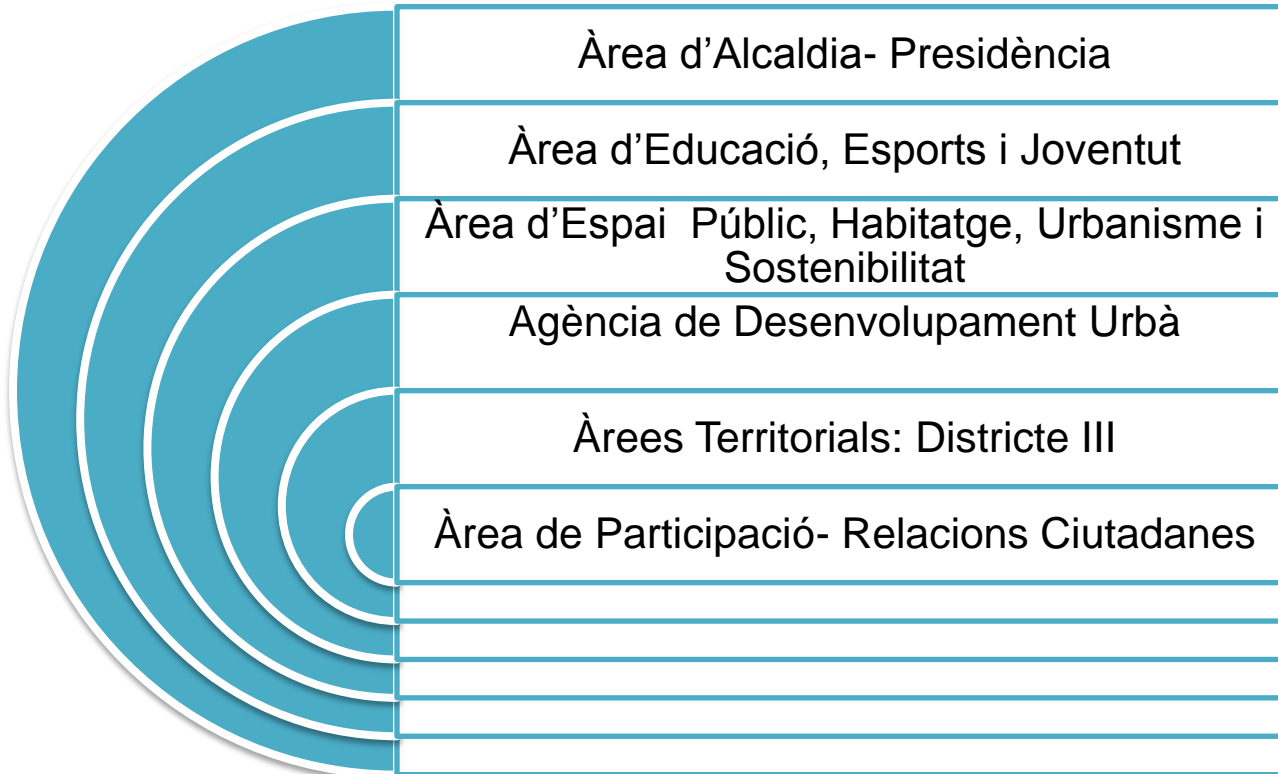 Àrea d’Alcaldia- Presidència
Àrea d’Educació, Esports i Joventut
Àrea d’Espai  Públic, Habitatge, Urbanisme i
Sostenibilitat
Agència de Desenvolupament Urbà
Àrees Territorials: Districte III
Àrea de Participació- Relacions Ciutadanes